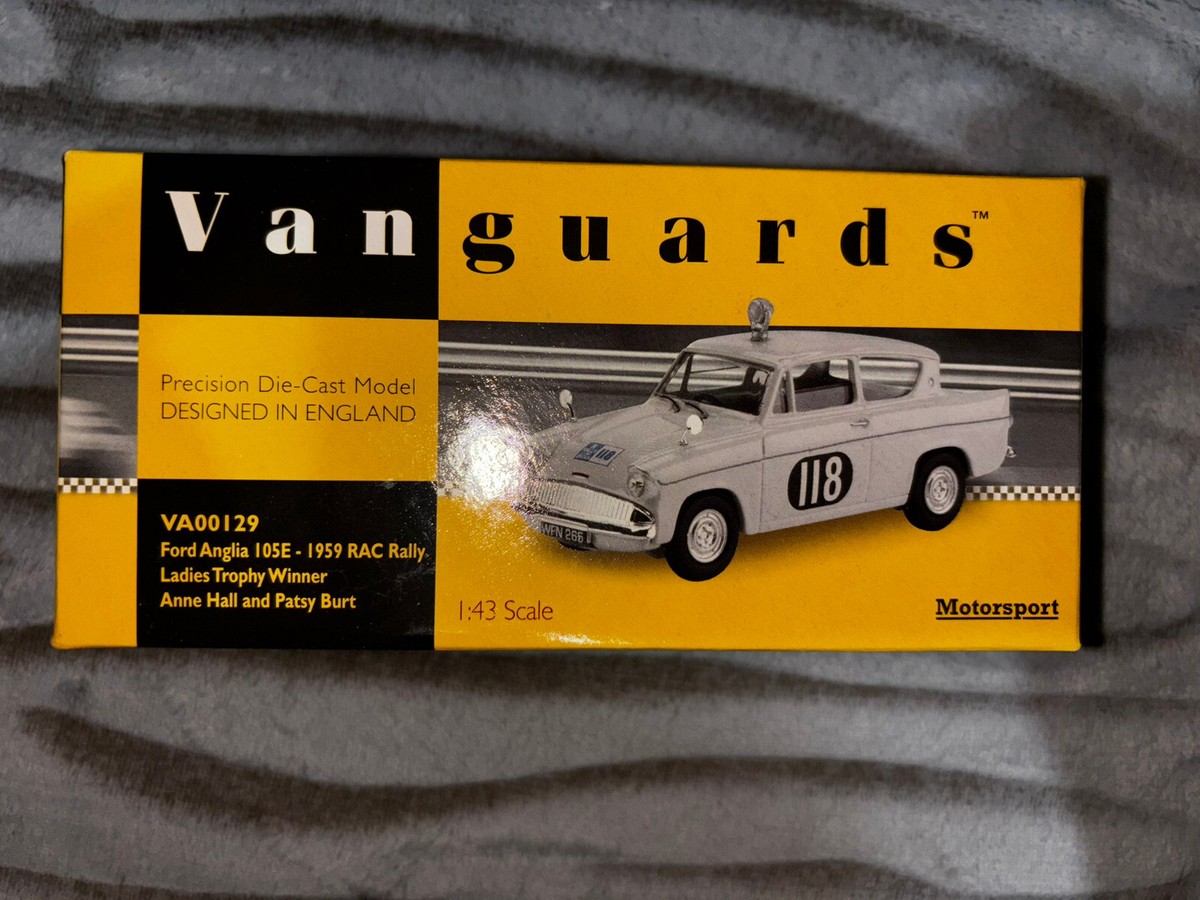 Vanguards™
Precision Die-Cast Model
DESIGNED IN ENGLAND
118
118
VA00129
Ford Anglia 105E - 1959 RAC Rally
Ladies Trophy Winner
Anne Hall and Patsy Burt
1:43 Scale
Motorsport